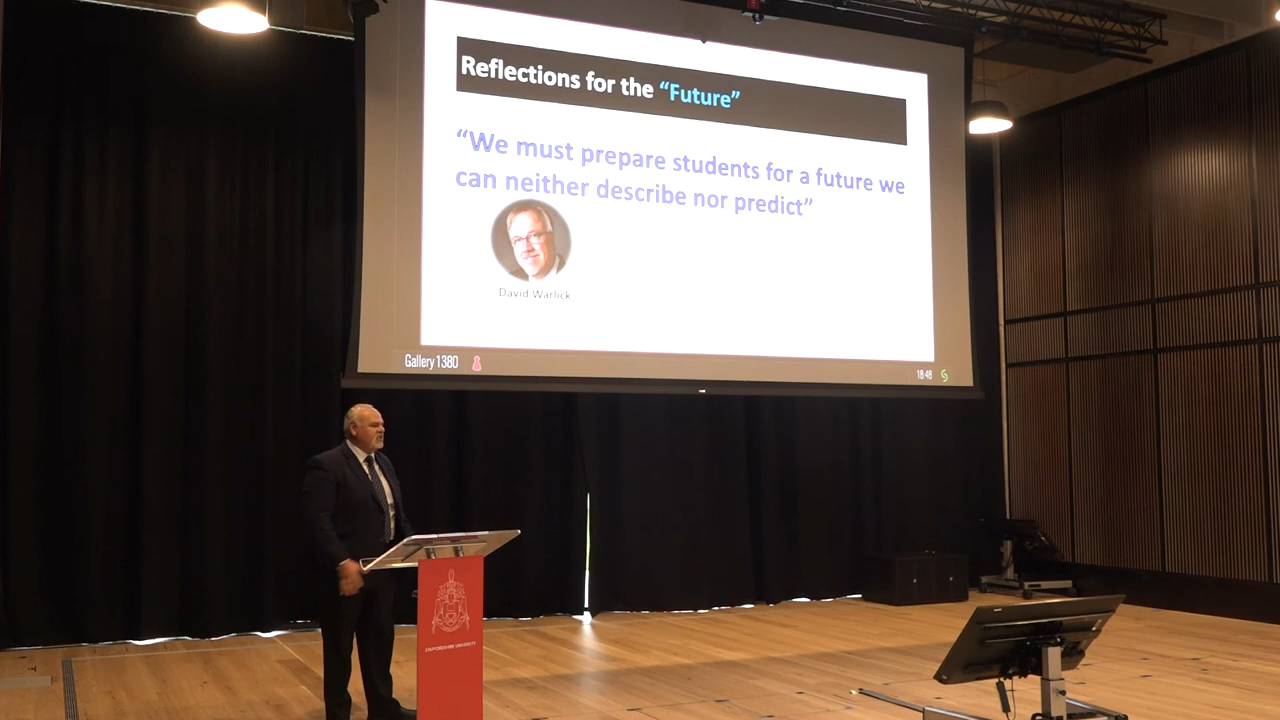 Reflections for the “Future”
“We must prepare students for a future we
can neither describe nor predict”
David Warlick
Gallery 1380
18:48
STAFFORDSHIRE UNIVERSITY